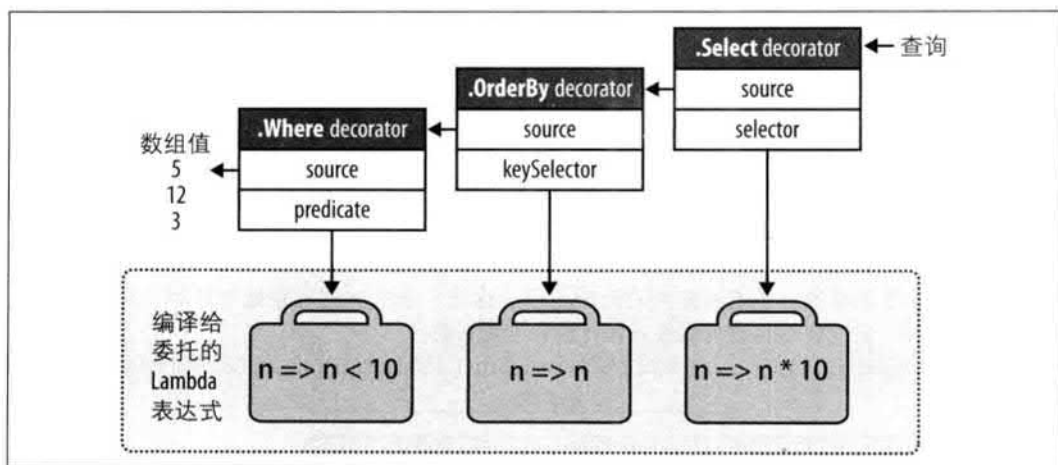 .Select decorator
查询
source
selector
.OrderBy decorator
source
keySelector
.Where decorator
source
predicate
数组值
5
12
3
编译给
委托的
Lambda
表达式
n => n < 10
n => n
n => n * 10